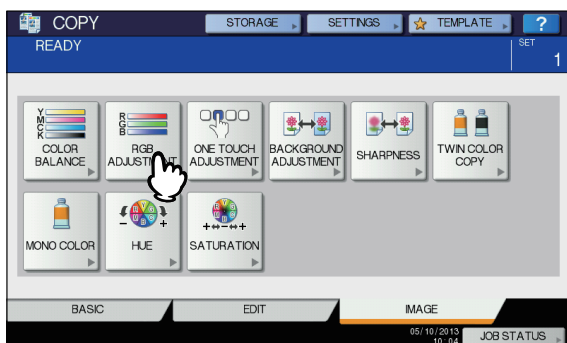 COPY
STORAGE
SETTINGS
TEMPLATE
?
READY
SET
1
Y
M
C
K
COLOR
BALANCE
R
G
B
RGB
ADJUSTMENT
ONE TOUCH
ADJUSTMENT
BACKGROUND
ADJUSTMENT
SHARPNESS
TWIN COLOR
COPY
MONO COLOR
- +
HUE
+↔-↔+
SATURATION
BASIC
EDIT
IMAGE
05/10/2013
10:04
JOB STATUS